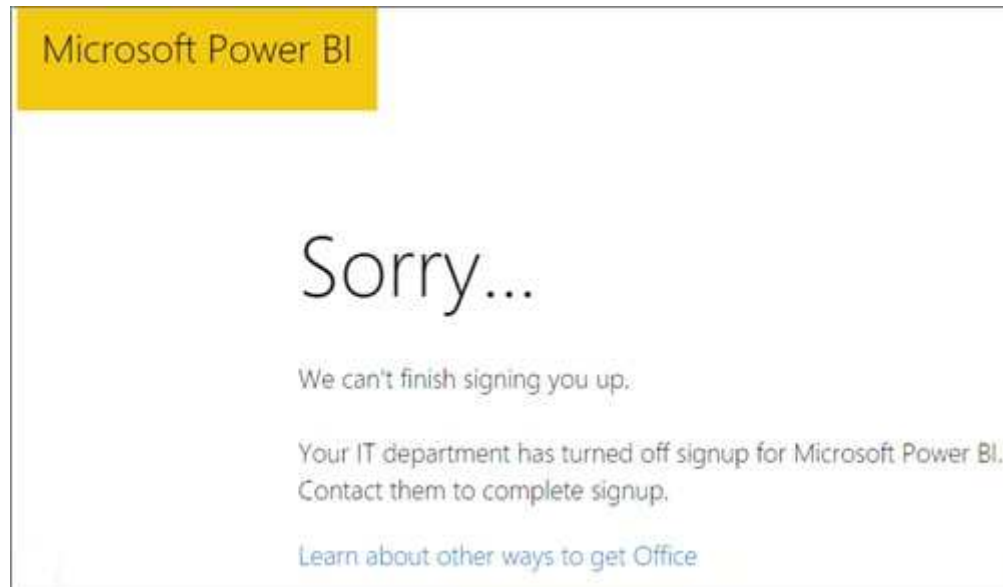 Microsoft Power BI
Sorry...
We can't finish signing you up.
Your IT department has turned off signup for Microsoft Power BI.
Contact them to complete signup.
Learn about other ways to get Office